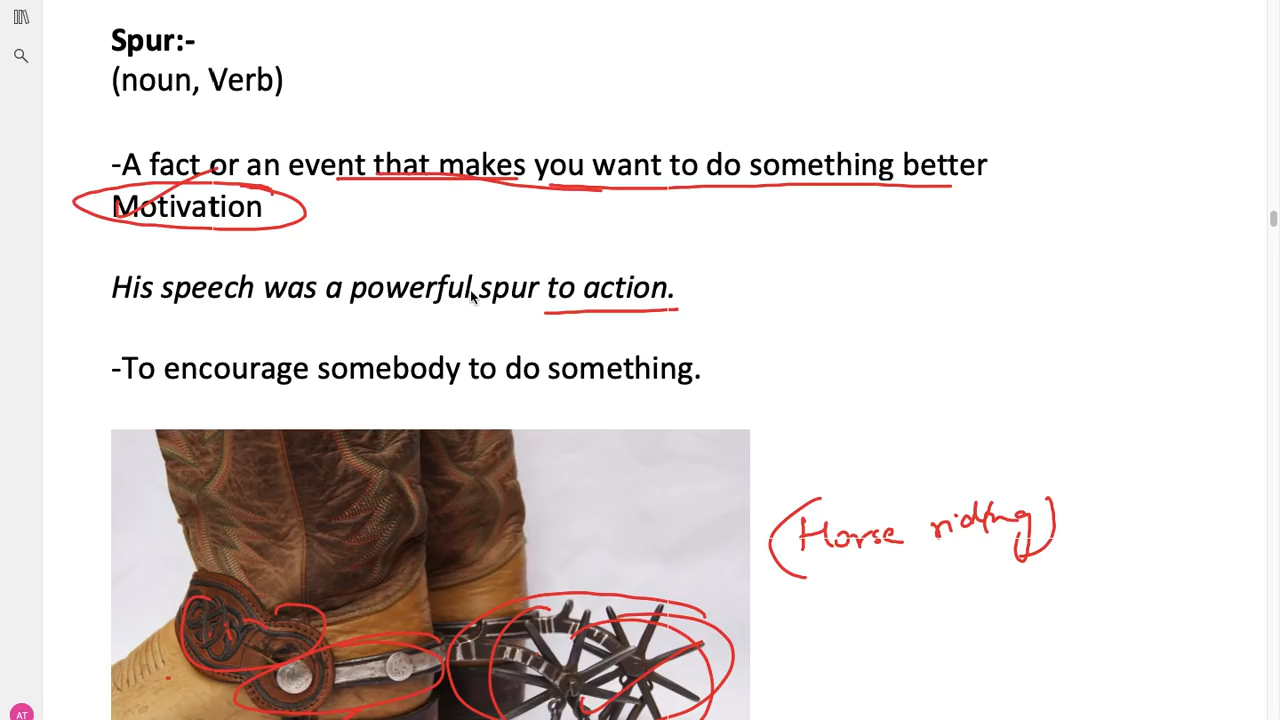 Spur:-
(noun, Verb)
-A fact or an event that makes you want to do something better
Motivation
His speech was a powerful spur to action.
-To encourage somebody to do something.
(Horse riding)
AT